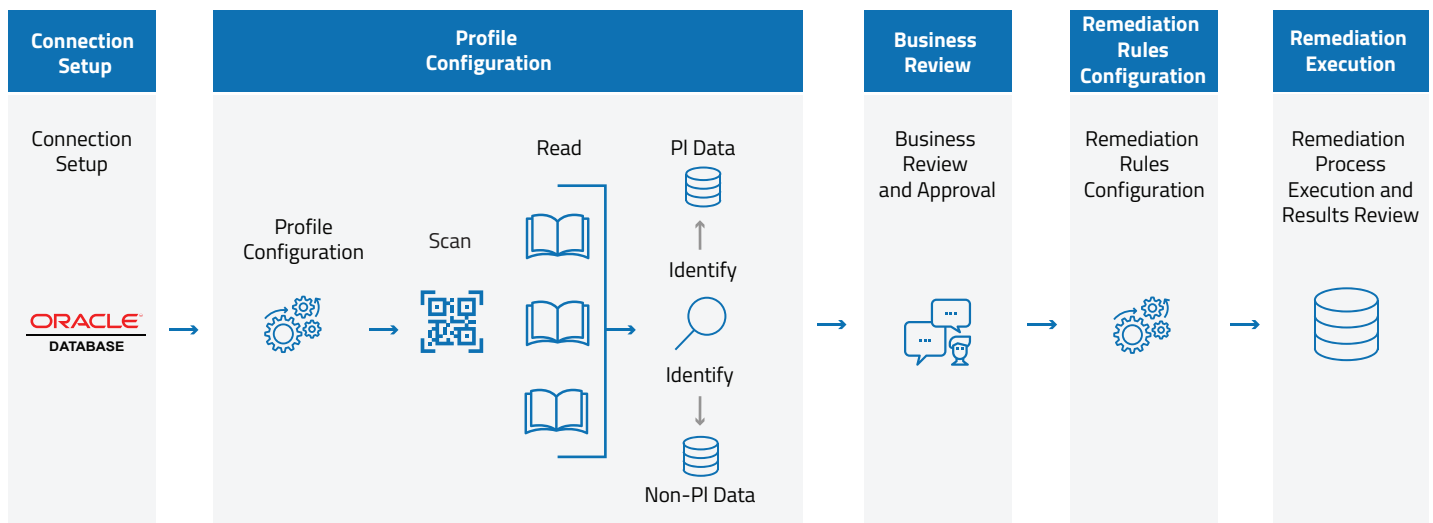 Connection
Setup
Profile
Configuration
Business
Review
Remediation
Rules
Configuration
Remediation
Execution
Connection
Setup
ORACLE
DATABASE
Profile
Configuration
Scan
Read
PI Data
Identify
Identify
Non-PI Data
Business
Review
and Approval
Remediation
Rules
Configuration
Remediation
Process
Execution and
Results Review